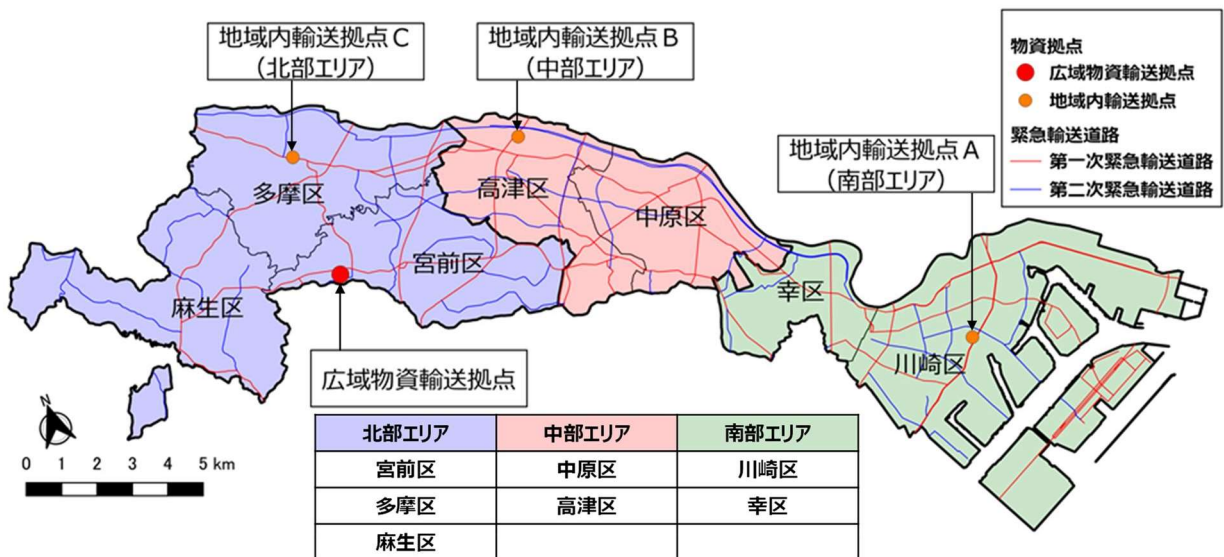 地域内輸送拠点C
(北部エリア)
地域内輸送拠点B
(中部エリア)
地域内輸送拠点A
(南部エリア)
物資拠点
広域物資輸送拠点
地域内輸送拠点
緊急輸送道路
第一次緊急輸送道路
第二次緊急輸送道路
多摩区
高津区
中原区
宮前区
麻生区
幸区
川崎区
広域物資輸送拠点
N
0 1 2 3 4 5 km
北部エリア 中部エリア 南部エリア
宮前区 中原区 川崎区
多摩区 高津区 幸区
麻生区